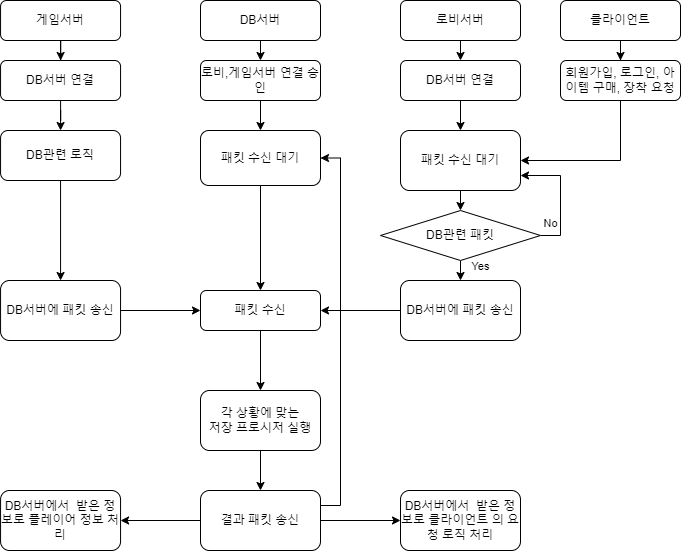 게임서버
DB서버
로비서버
클라이언트
DB서버 연결
로비,게임서버 연결 승
인
DB서버 연결
회원가입, 로그인, 아
이템 구매, 장착 요청
DB관련 로직
패킷 수신 대기
패킷 수신 대기
No
DB관련 패킷
Yes
DB서버에 패킷 송신
패킷 수신
DB서버에 패킷 송신
각 상황에 맞는
저장 프로시저 실행
DB서버에서 받은 정
보로 플레이어 정보 처
리
결과 패킷 송신
DB서버에서 받은 정
보로 클라이언트 의 요
청 로직 처리